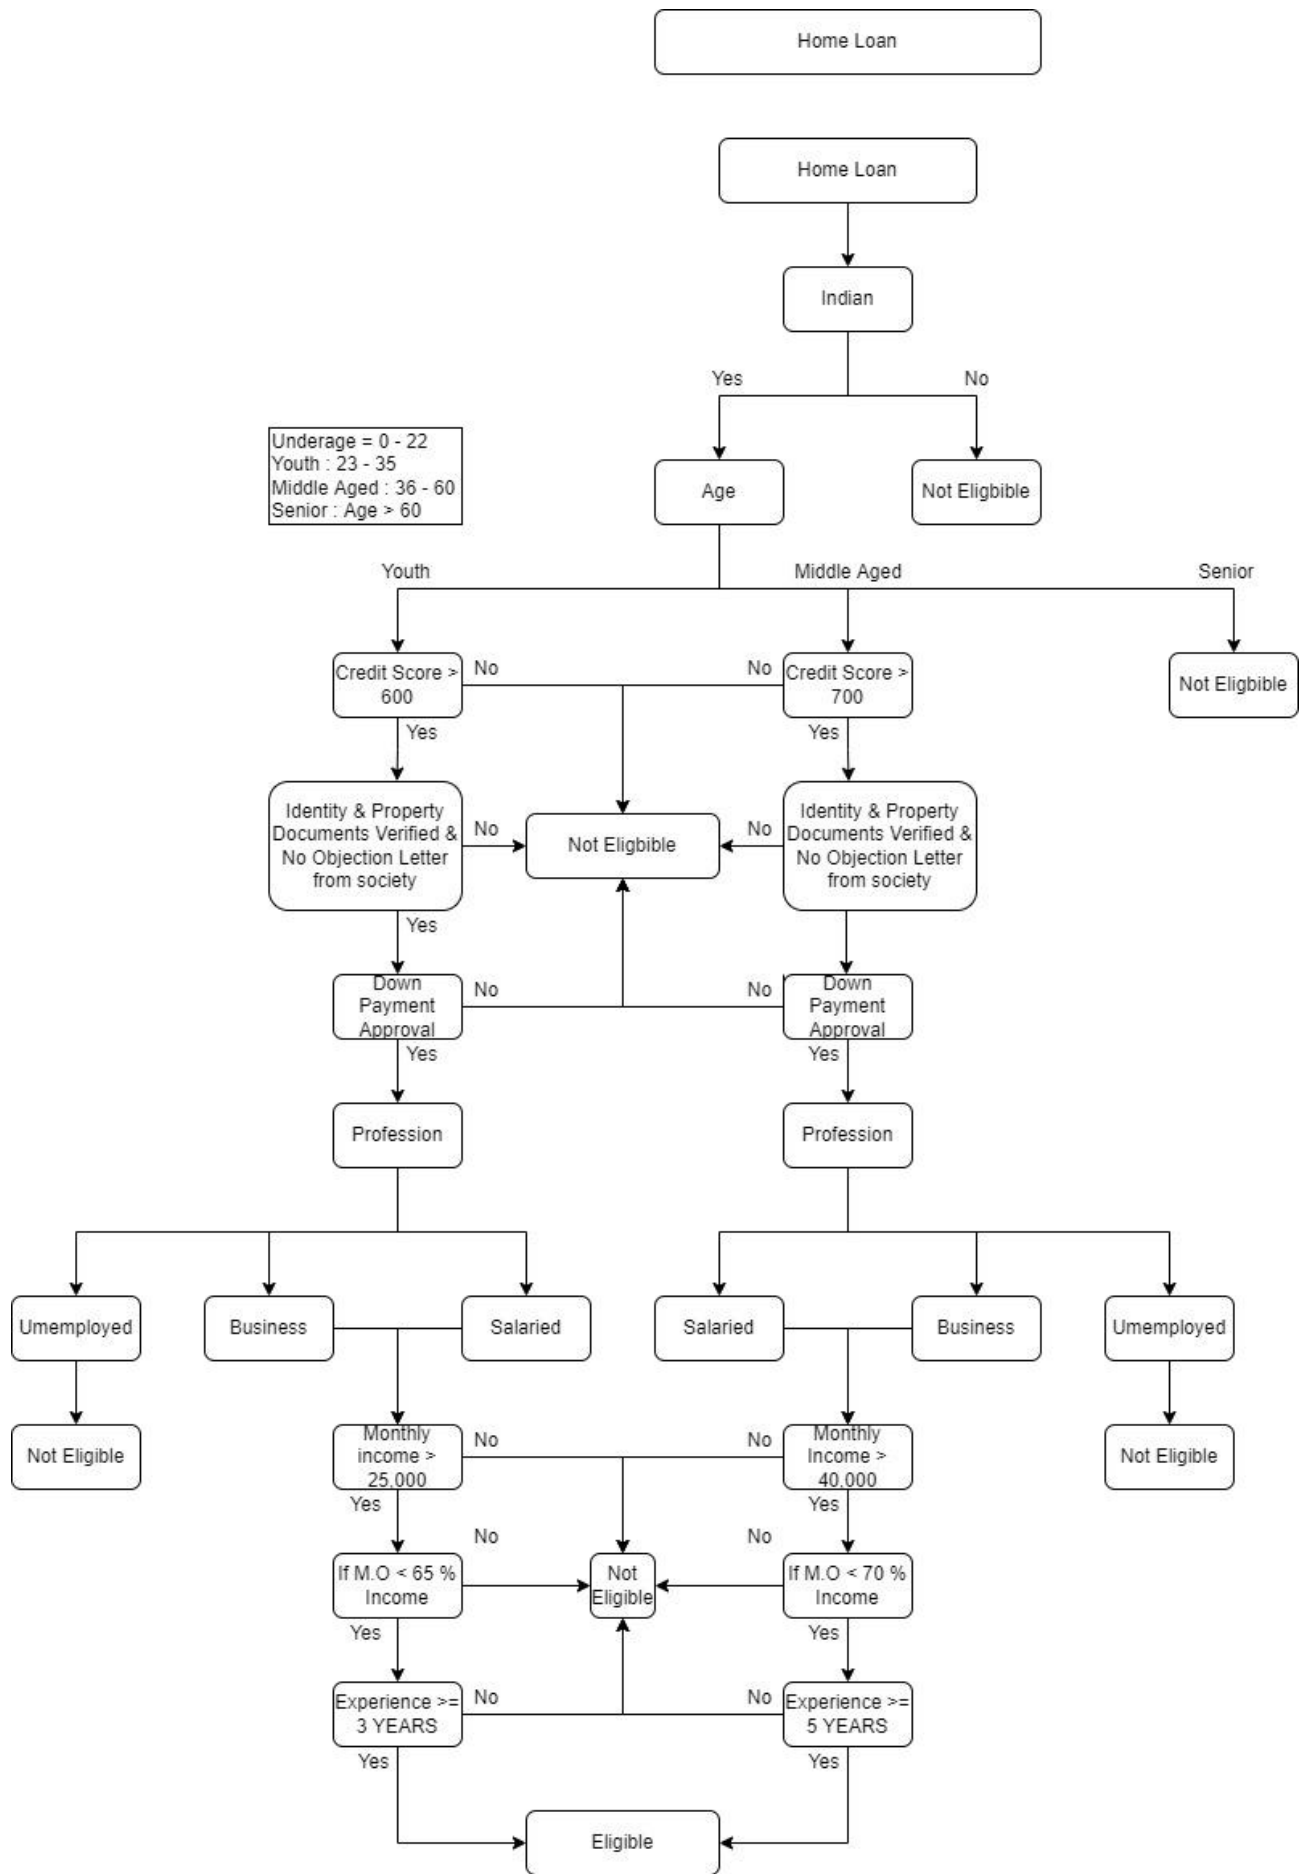 Home Loan
Home Loan
Indian
Yes
No
Underage = 0 - 22
Youth : 23 - 35
Middle Aged : 36 - 60
Senior : Age > 60
Age
Not Eligbible
Youth
Middle Aged
Senior
Credit Score >
600
No
No
Credit Score >
700
Not Eligbible
Yes
Yes
Identity & Property
Documents Verified &
No Objection Letter
from society
No
Not Eligbible
No
Identity & Property
Documents Verified &
No Objection Letter
from society
Yes
Down
Payment
Approval
No
No
Down
Payment
Approval
Yes
Yes
Profession
Profession
Umemployed
Business
Salaried
Salaried
Business
Umemployed
Not Eligible
Monthly
income >
25,000
No
No
Monthly
Income >
40,000
Not Eligible
Yes
Yes
No
No
If M.O < 65 %
Income
Not
Eligible
If M.O < 70 %
Income
Yes
Yes
Experience >=
3 YEARS
No
No
Experience >=
5 YEARS
Yes
Yes
Eligible